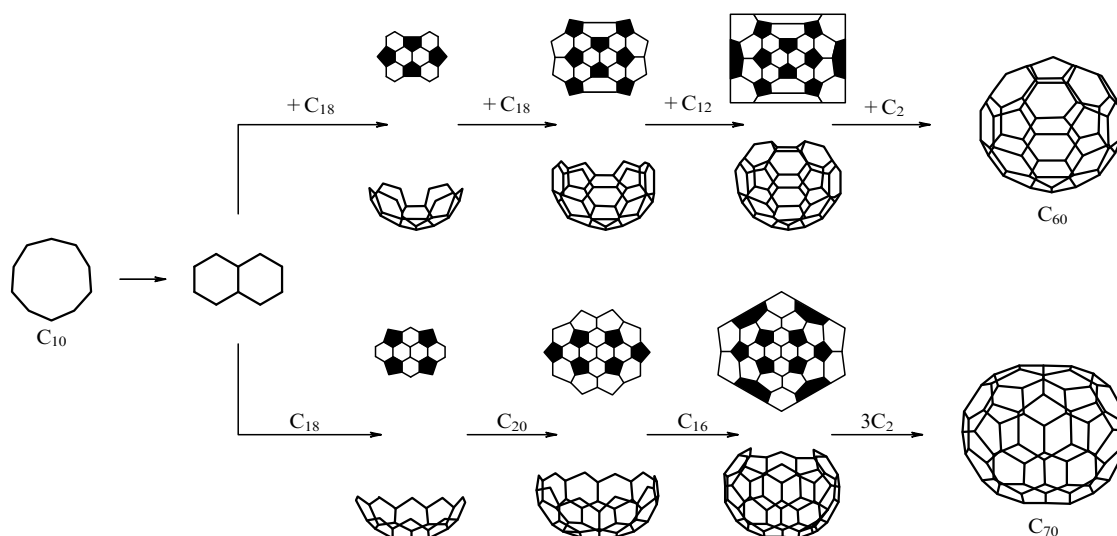 + C₁₈
+ C₁₈
+ C₁₂
+ C₂
C₆₀
C₁₀
C₁₈
C₂₀
C₁₆
3C₂
C₇₀